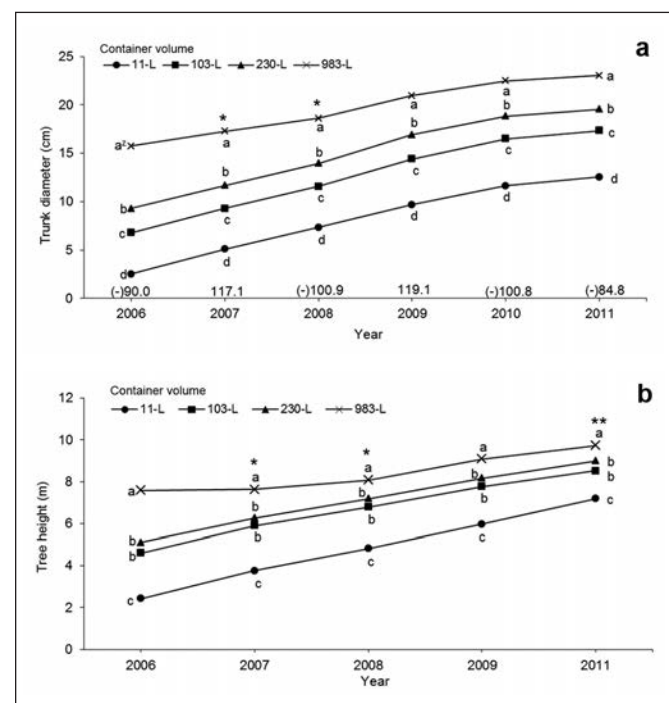 a
Container volume
11-L 103-L 230-L 983-L
25
20
15
10
5
0
Trunk diameter (cm)
* *
aᶻ a a a a a
b b b b b b
c c c c c c
d d d d d d
(-)90.0 117.1 (-)100.9 119.1 (-)100.8 (-)84.8
2006 2007 2008 2009 2010 2011
Year
b
Container volume
11-L 103-L 230-L 983-L
12
10
8
6
4
2
0
Tree height (m)
* * **
a a a a a
b b b b b
b b b b b
c c c c c
2006 2007 2008 2009 2011
Year